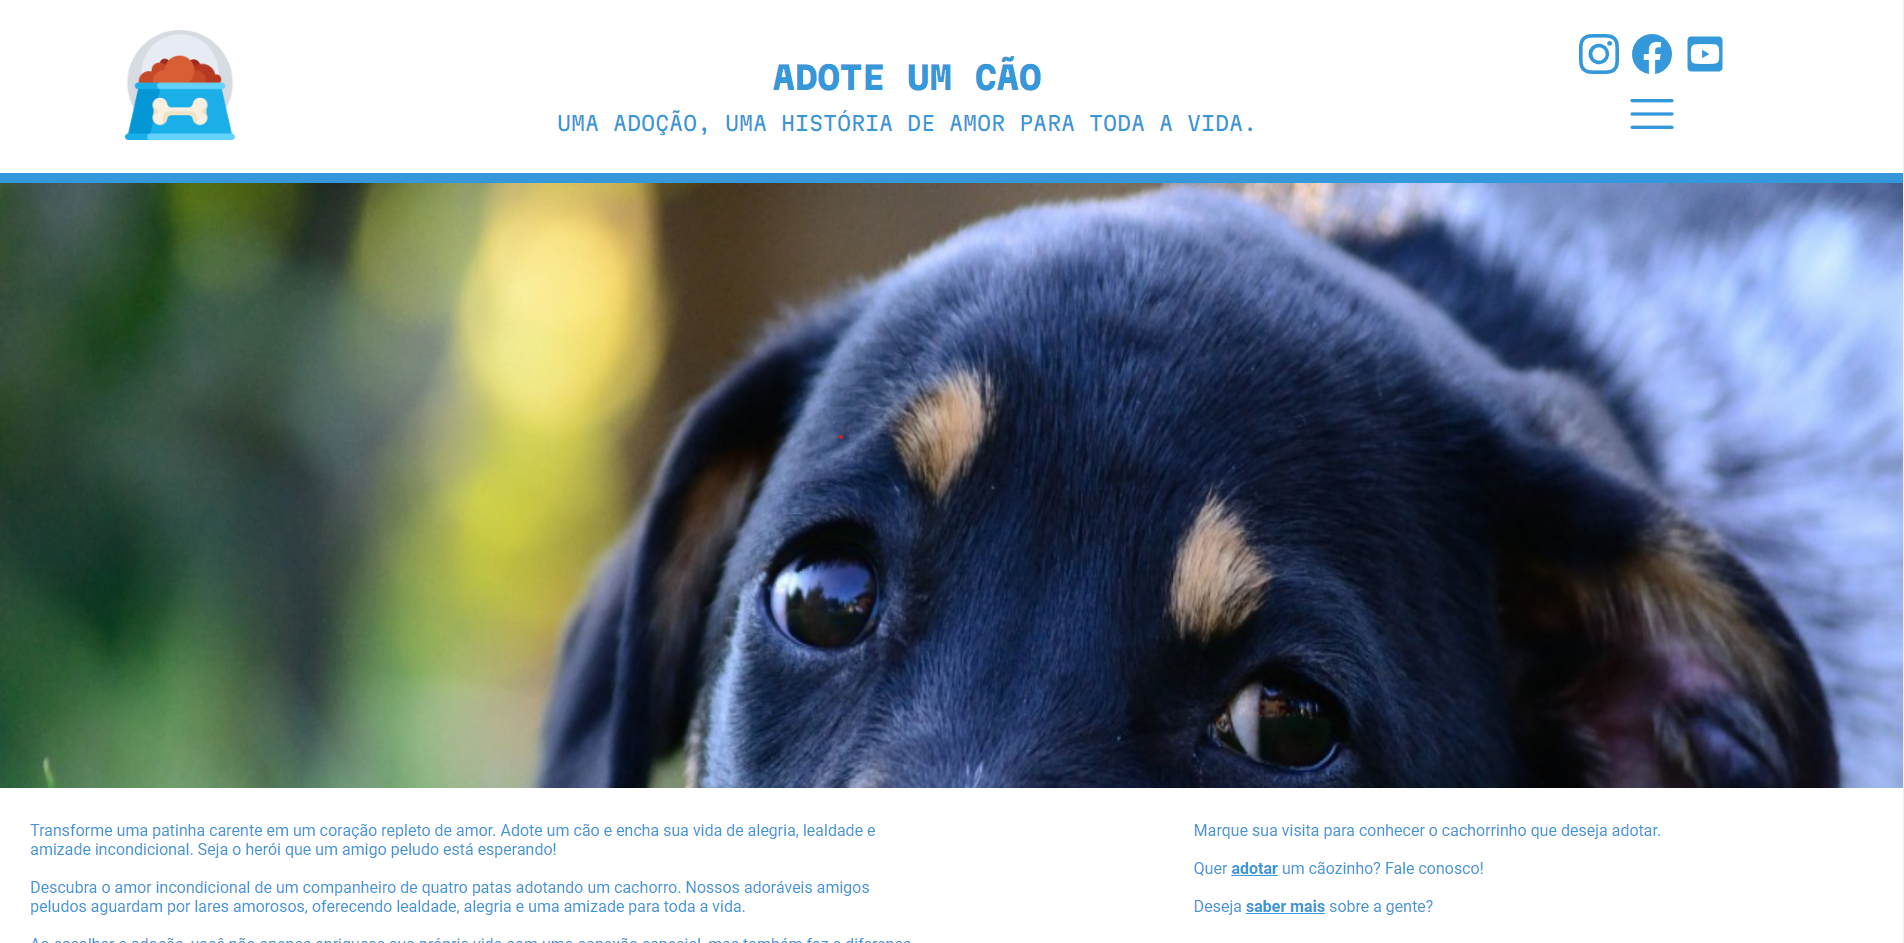 ADOTE UM CÃO
UMA ADOÇÃO, UMA HISTÓRIA DE AMOR PARA TODA A VIDA.
Transforme uma patinha carente em um coração repleto de amor. Adote um cão e encha sua vida de alegria, lealdade e
amizade incondicional. Seja o herói que um amigo peludo está esperando!
Descubra o amor incondicional de um companheiro de quatro patas adotando um cachorro. Nossos adoráveis amigos
peludos aguardam por lares amorosos, oferecendo lealdade, alegria e uma amizade para toda a vida.
Marque sua visita para conhecer o cachorrinho que deseja adotar.
Quer adotar um cãozinho? Fale conosco!
Deseja saber mais sobre a gente?